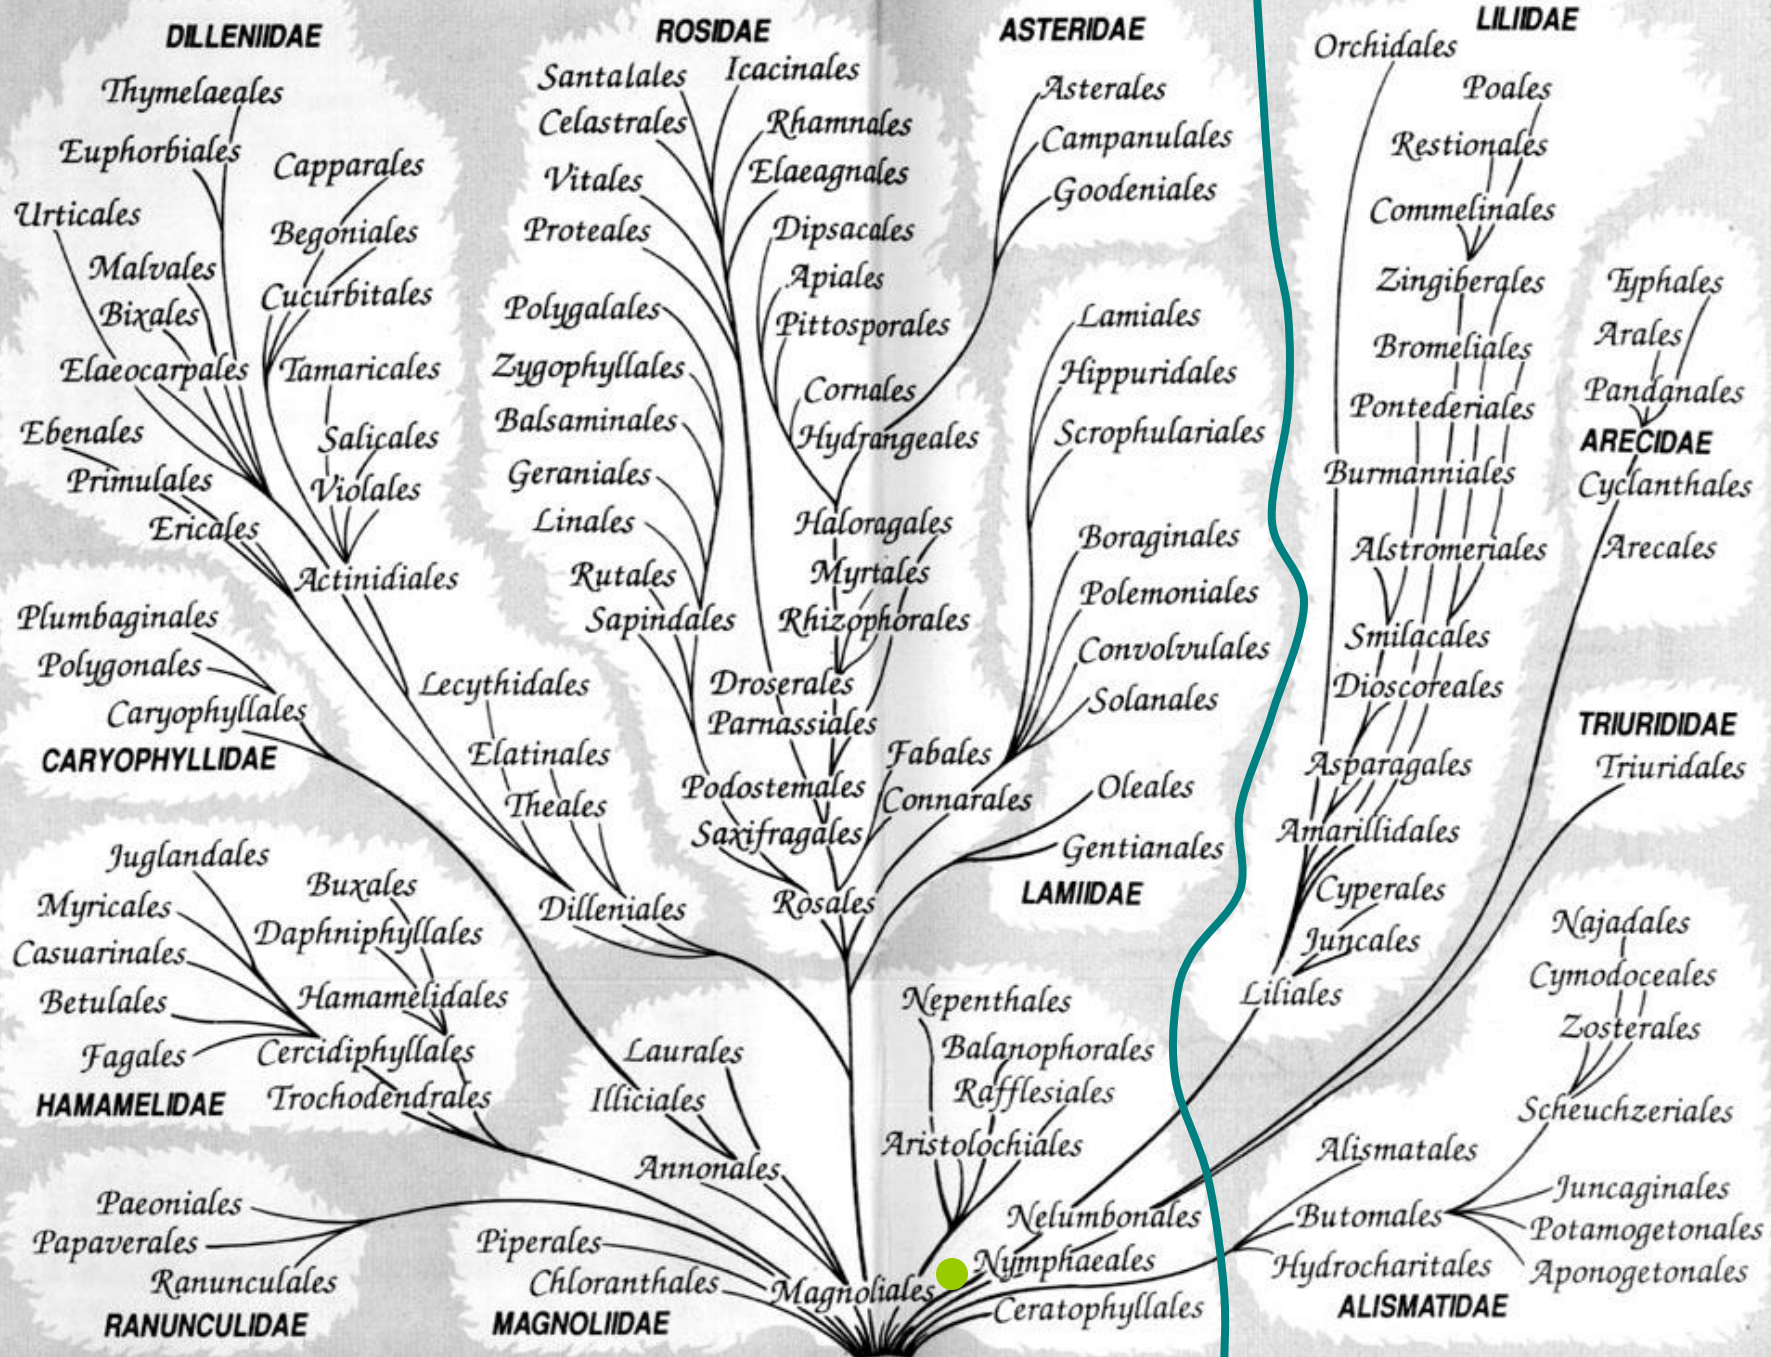 DILLENIIDAE
Thymelaeales
Euphorbiales
Capparales
Urticales
Begoniales
Malvales
Cucurbitales
Bixales
Elaeocarpales
Tamaricales
Ebenales
Salicales
Primulales
Violales
Ericales
Actinidiales
Lecythidales
Elatinales
Theales
Dilleniales
Plumbaginales
Polygonales
Caryophyllales
CARYOPHYLLIDAE
Juglandales
Buxales
Myricales
Daphniphyllales
Casuarinales
Hamamelidales
Betulales
Fagales
Cercidiphyllales
Trochodendrales
HAMAMELIDAE
Paeoniales
Papaverales
Ranunculales
RANUNCULIDAE
ROSIDAE
Santalales
Icacinales
Celastrales
Rhamnales
Vitales
Elaeagnales
Proteales
Dipsacales
Apiales
Polygalales
Pittosporales
Zygophyllales
Cornales
Balsaminales
Hydrangeales
Geraniales
Linales
Haloragales
Rutales
Myrtales
Sapindales
Rhizophorales
Droserales
Parnassiales
Fabales
Podostemales
Connarales
Saxifragales
Rosales
ASTERIDAE
Asterales
Campanulales
Goodeniales
Lamiales
Hippuridales
Scrophulariales
Boraginales
Polemoniales
Convolvulales
Solanales
Oleales
Gentianales
LAMIIDAE
Nepenthales
Balanophorales
Rafflesiales
Aristolochiales
Laurales
Illiciales
Annonales
Nelumbonales
Nymphaeales
Piperales
Chloranthales
Magnoliales
Ceratophyllales
MAGNOLIIDAE
LILIIDAE
Orchidales
Poales
Restionales
Commelinales
Zingiberales
Bromeliales
Pontederiales
Burmanniales
Alstromeriales
Smilacales
Dioscoreales
Asparagales
Amarillidales
Cyperales
Juncales
Liliales
Typhales
Arales
Pandanales
ARECIDAE
Cyclanthales
Arecales
TRIURIDIDAE
Triuridales
Najadales
Cymodoceales
Zosterales
Scheuchzeriales
Alismatales
Juncaginales
Butomales
Potamogetonales
Hydrocharitales
Aponogetonales
ALISMATIDAE